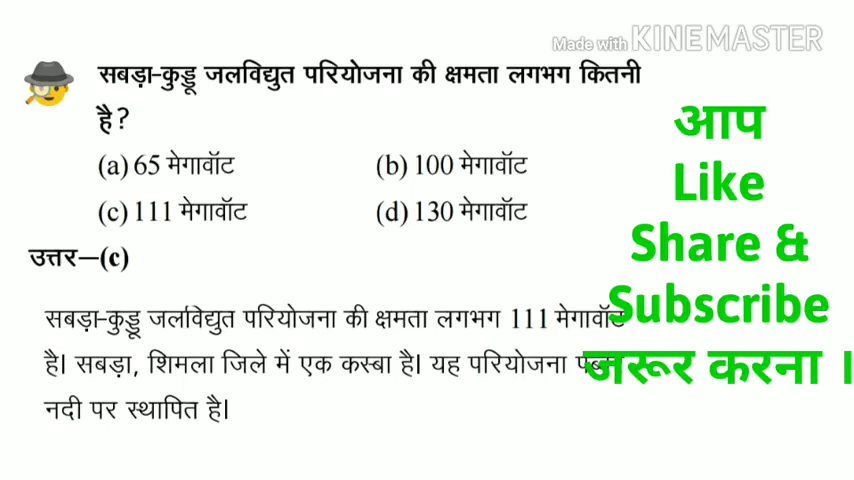 Made with KINEMASTER
सबड़ा-कुड्डू जलविद्युत परियोजना की क्षमता लगभग कितनी
है?
(a) 65 मेगावॉट (b) 100 मेगावॉट
(c) 111 मेगावॉट (d) 130 मेगावॉट
उत्तर—(c)
सबड़ा-कुड्डू जलविद्युत परियोजना की क्षमता लगभग 111 मेगावॉट
है। सबड़ा, शिमला जिले में एक कस्बा है। यह परियोजना
नदी पर स्थापित है।
आप
Like
Share &
Subscribe
जरूर करना ।